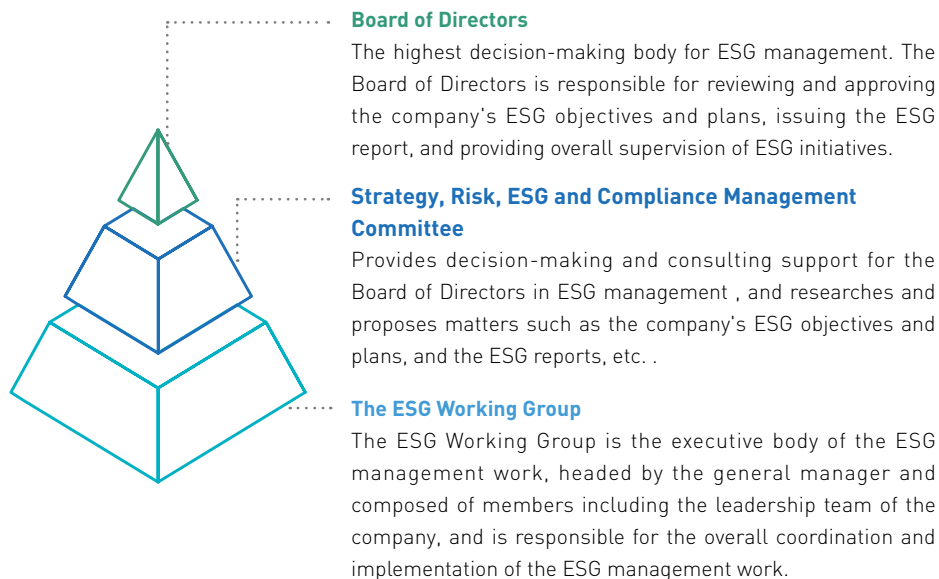 Board of Directors
The highest decision-making body for ESG management. The
Board of Directors is responsible for reviewing and approving
the company's ESG objectives and plans, issuing the ESG
report, and providing overall supervision of ESG initiatives.
Strategy, Risk, ESG and Compliance Management
Committee
Provides decision-making and consulting support for the
Board of Directors in ESG management , and researches and
proposes matters such as the company's ESG objectives and
plans, and the ESG reports, etc. .
The ESG Working Group
The ESG Working Group is the executive body of the ESG
management work, headed by the general manager and
composed of members including the leadership team of the
company, and is responsible for the overall coordination and
implementation of the ESG management work.